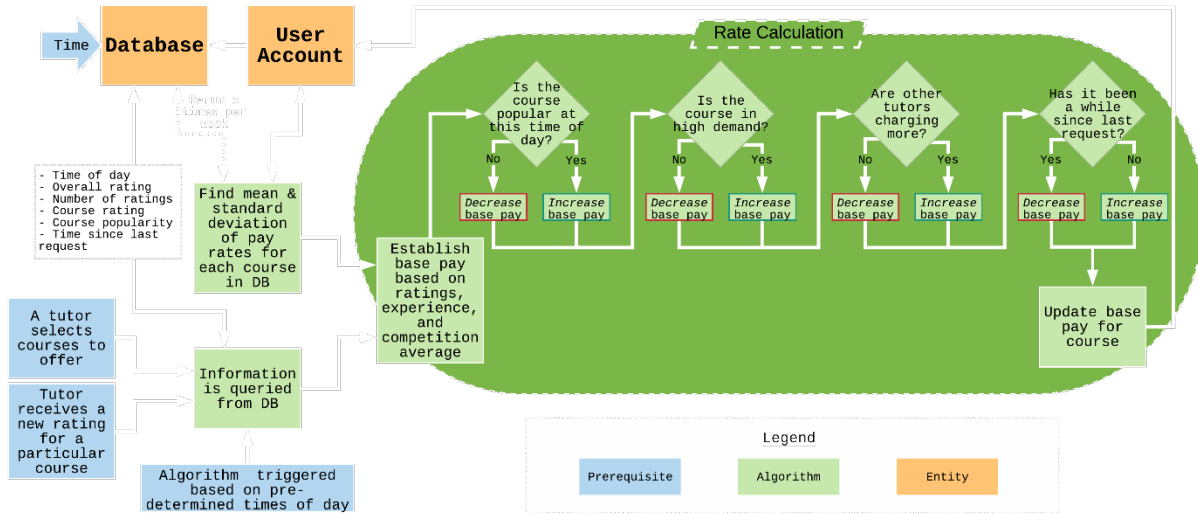 Time
Database
User
Account
Rerun x
times per
week
- Time of day
- Overall rating
- Number of ratings
- Course rating
- Course popularity
- Time since last
request
Find mean &
standard
deviation of
pay rates for
each course
in DB
A tutor
selects
courses to
offer
Tutor
receives a
new rating
for a
particular
course
Information
is queried
from DB
Algorithm triggered
based on pre-
determined times of day
Rate Calculation
Establish
base pay
based on
ratings,
experience,
and
competition
average
Is the
course
popular at
this time of
day?
No
Yes
Decrease
base pay
Increase
base pay
Is the
course in
high demand?
No
Yes
Decrease
base pay
Increase
base pay
Are other
tutors
charging
more?
No
Yes
Decrease
base pay
Increase
base pay
Has it been
a while
since last
request?
Yes
No
Decrease
base pay
Increase
base pay
Update base
pay for
course
Legend
Prerequisite
Algorithm
Entity